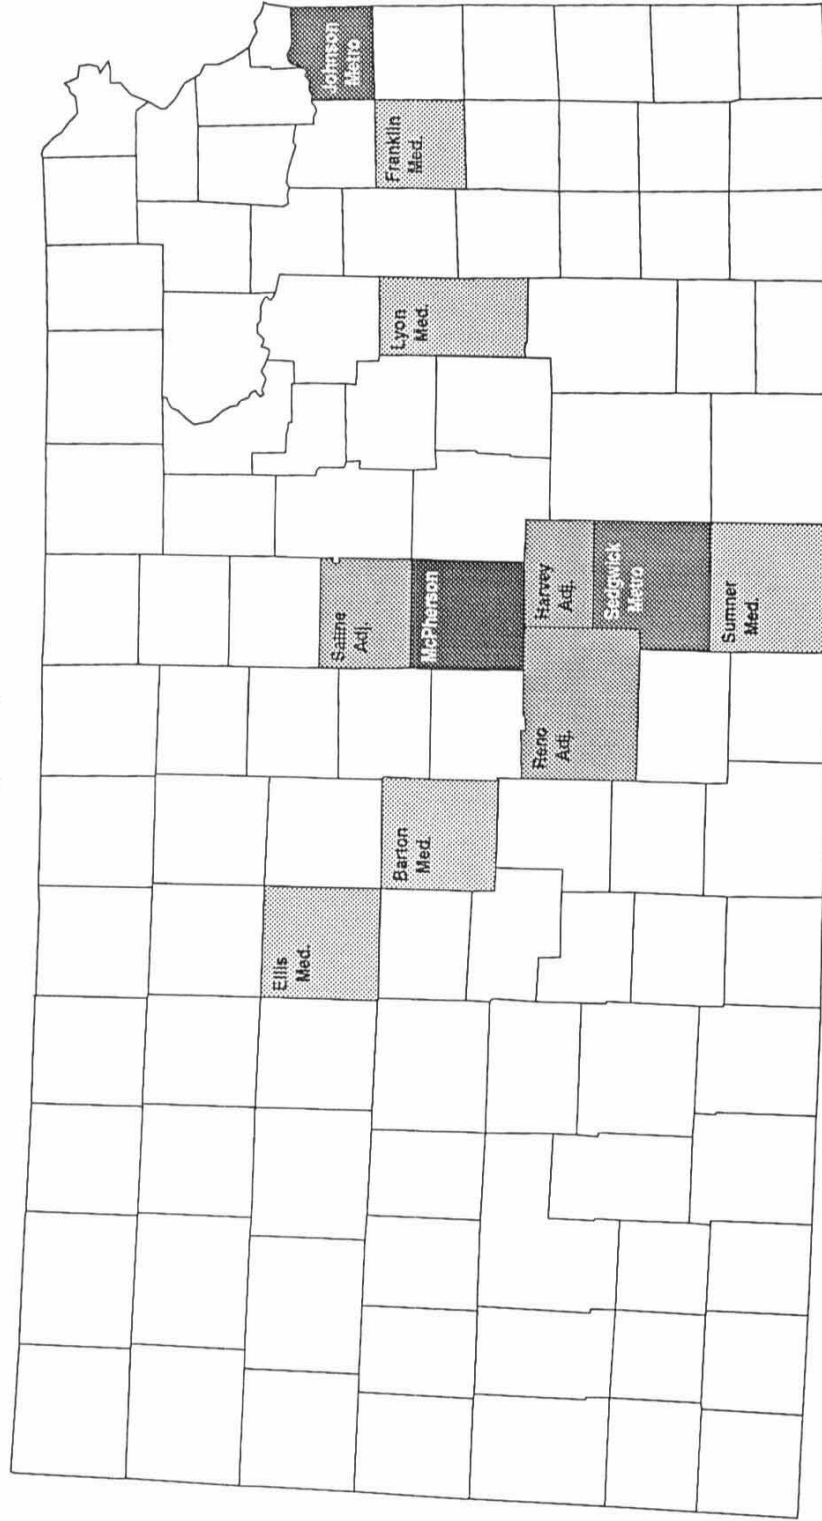 Johnson
Metro
Franklin
Med.
Lyon
Med.
Saline
Adj.
McPherson
Harvey
Adj.
Sedgwick
Metro
Sumner
Med.
Reno
Adj.
Barton
Med.
Ellis
Med.